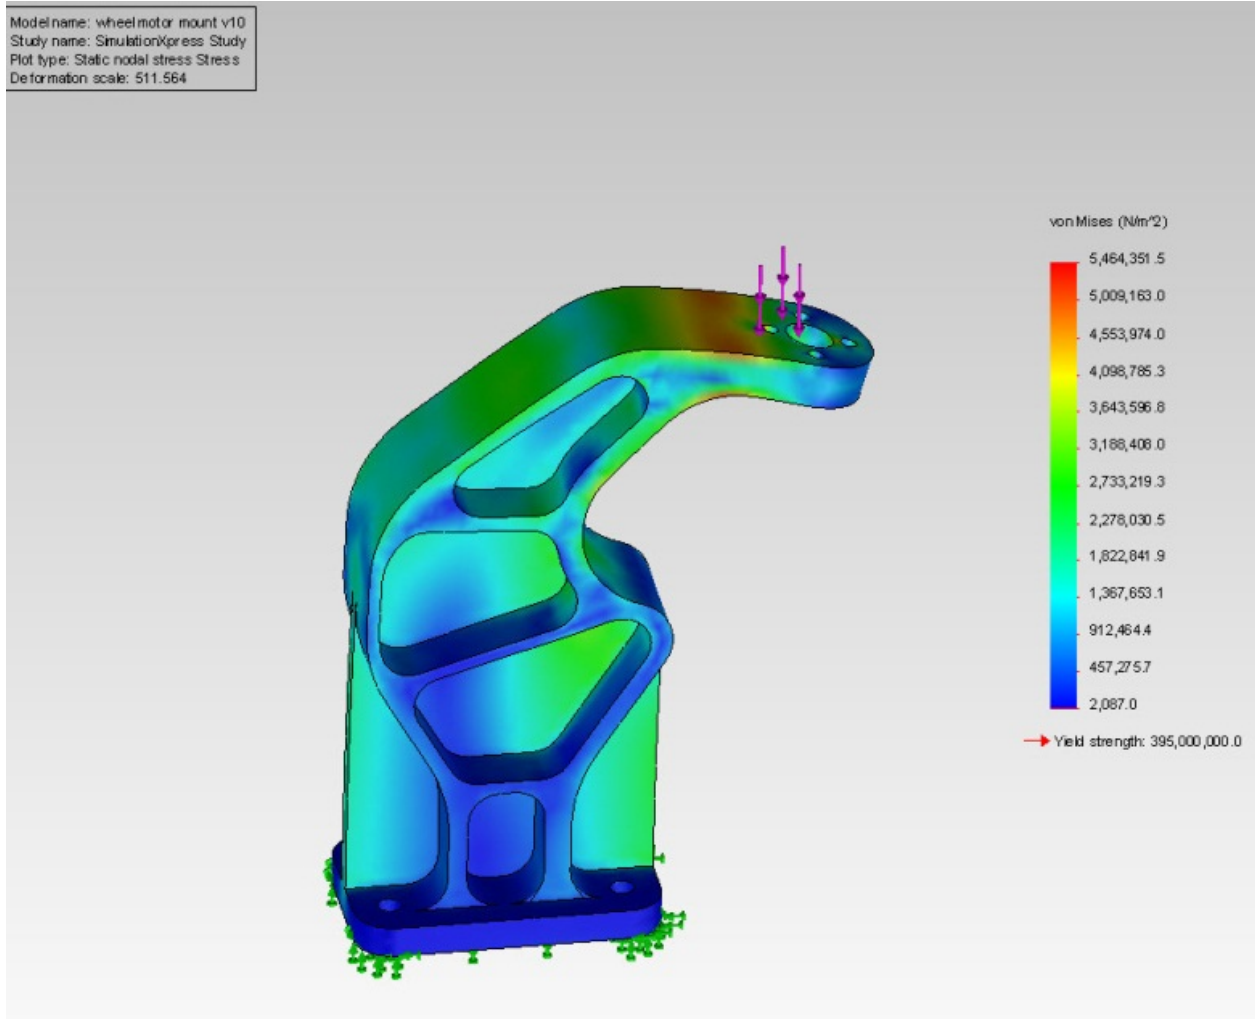 Model name: wheel motor mount v10
Study name: SimulationXpress Study
Plot type: Static nodal stress Stress
Deformation scale: 511.564
von Mises (N/m^2)
5,464,351.5
5,009,163.0
4,553,974.0
4,098,785.3
3,643,596.8
3,188,408.0
2,733,219.3
2,278,030.5
1,822,841.9
1,367,653.1
912,464.4
457,275.7
2,087.0
Yield strength: 395,000,000.0